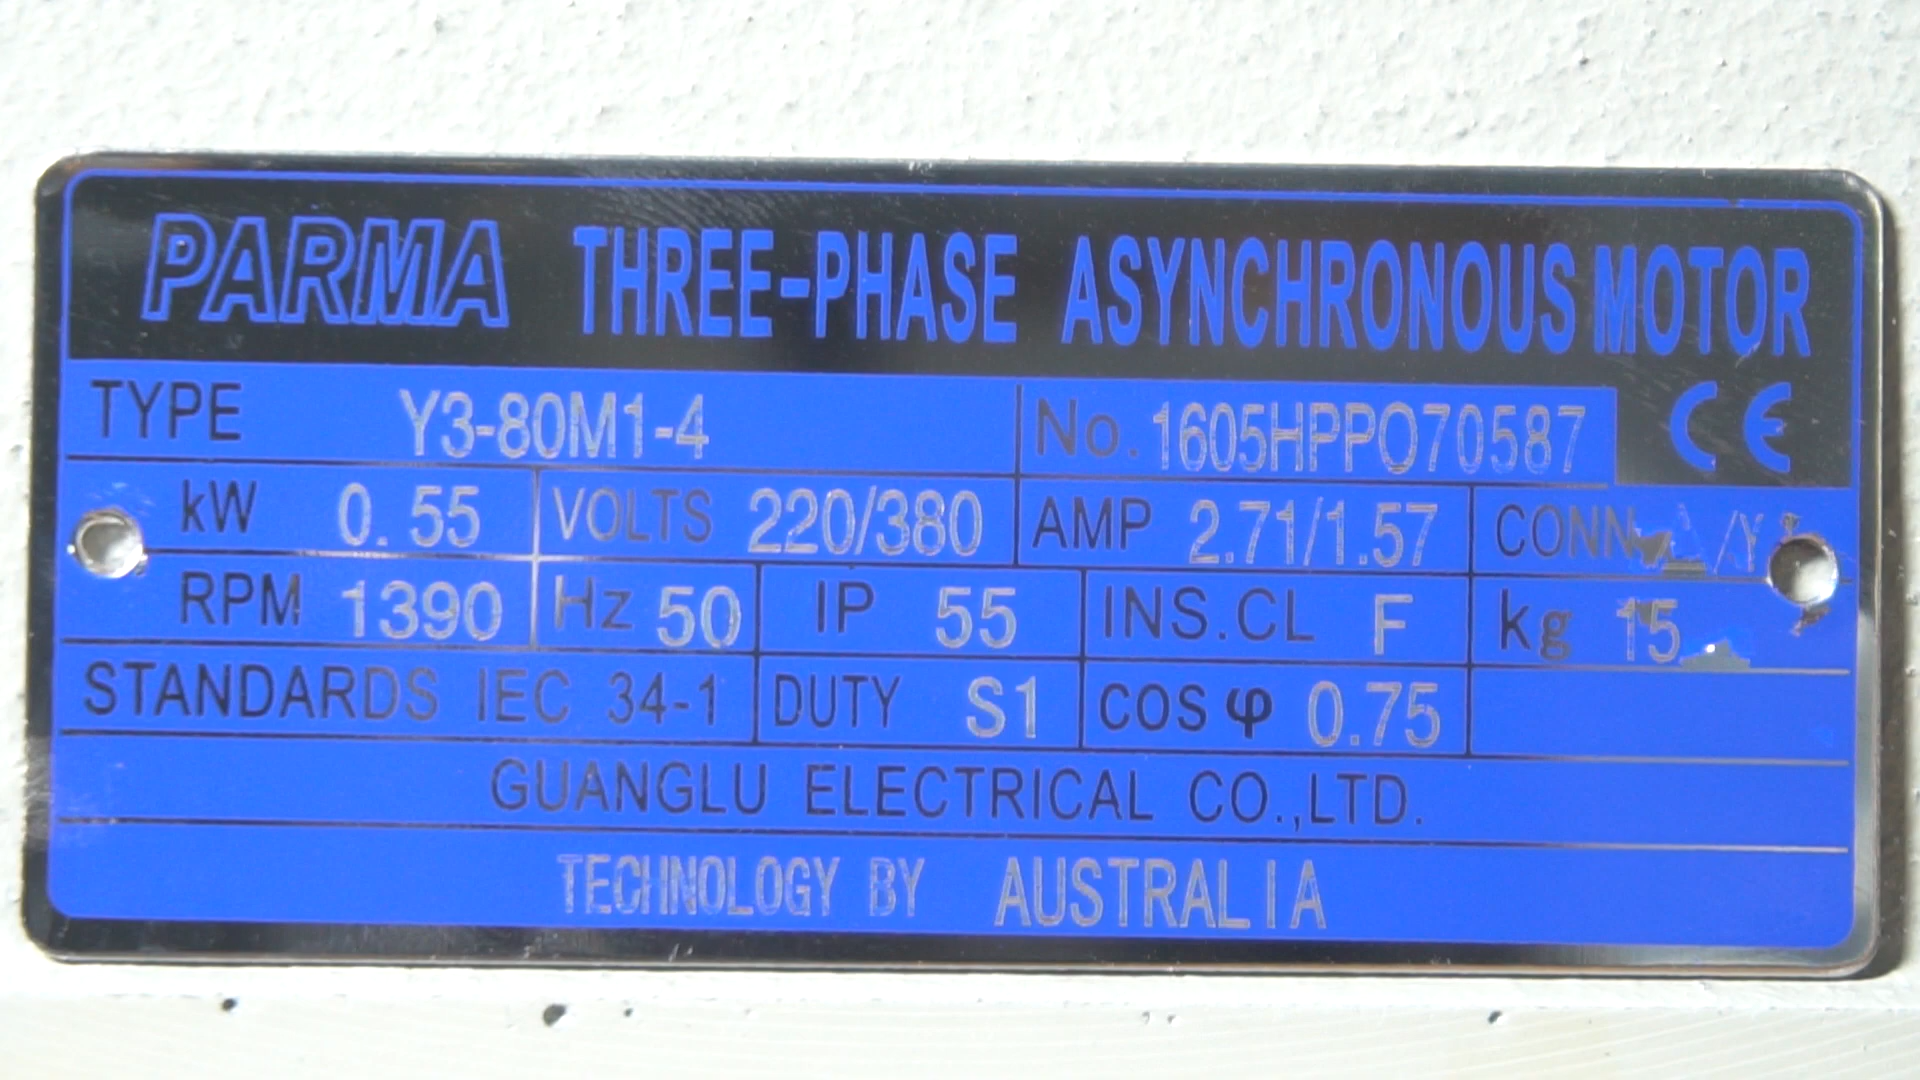 PARMA THREE-PHASE ASYNCHRONOUS MOTOR
TYPE Y3-80M1-4 No. 1605HPPO70587 CE
kW 0.55 VOLTS 220/380 AMP 2.71/1.57 CONN △/Y
RPM 1390 Hz 50 IP 55 INS.CL F kg 15
STANDARDS IEC 34-1 DUTY S1 COS φ 0.75
GUANGLU ELECTRICAL CO.,LTD.
TECHNOLOGY BY AUSTRALIA